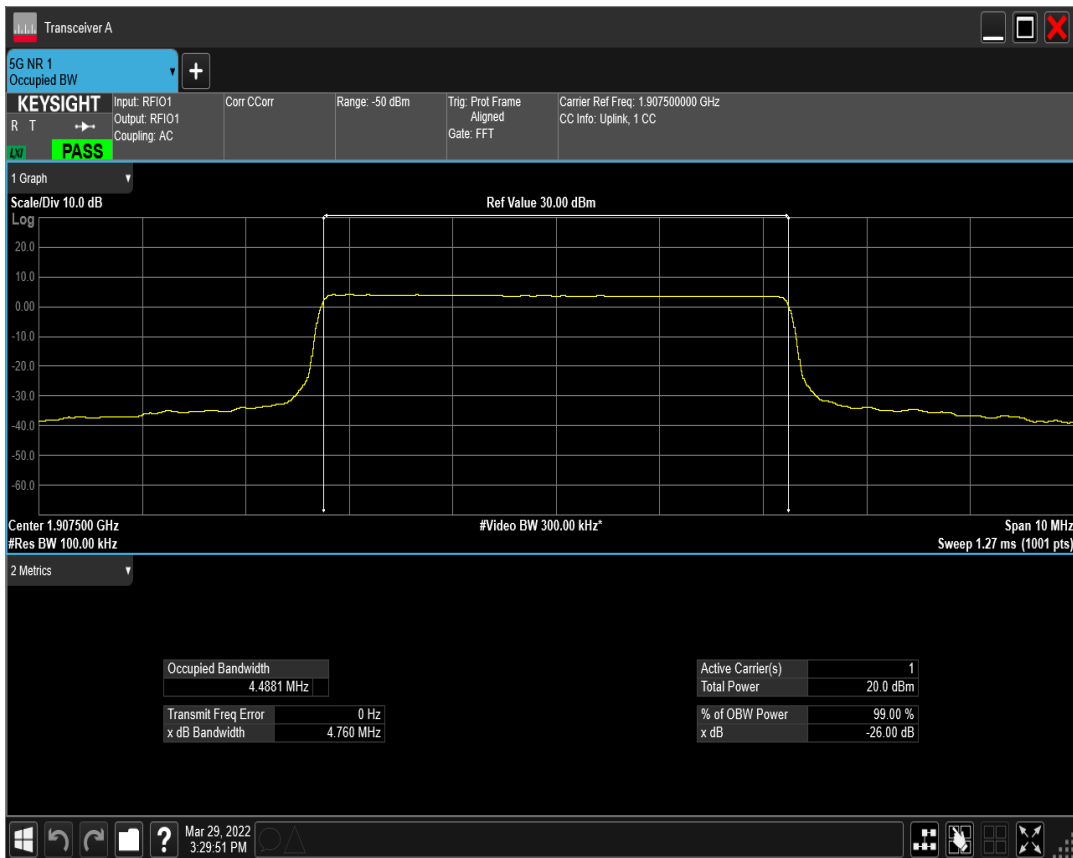 Transceiver A
5G NR 1
Occupied BW
+
KEYSIGHT
R T
LXI
PASS
Input: RFIO1
Output: RFIO1
Coupling: AC
Corr CCorr
Range: -50 dBm
Trig: Prot Frame
Aligned
Gate: FFT
Carrier Ref Freq: 1.907500000 GHz
CC Info: Uplink, 1 CC
1 Graph
Scale/Div 10.0 dB
Ref Value 30.00 dBm
Log
20.0
10.0
0.00
-10.0
-20.0
-30.0
-40.0
-50.0
-60.0
Center 1.907500 GHz
#Video BW 300.00 kHz*
Span 10 MHz
#Res BW 100.00 kHz
Sweep 1.27 ms (1001 pts)
2 Metrics
Occupied Bandwidth
4.4881 MHz
Transmit Freq Error 0 Hz
x dB Bandwidth 4.760 MHz
Active Carrier(s) 1
Total Power 20.0 dBm
% of OBW Power 99.00 %
x dB -26.00 dB
?
Mar 29, 2022
3:29:51 PM